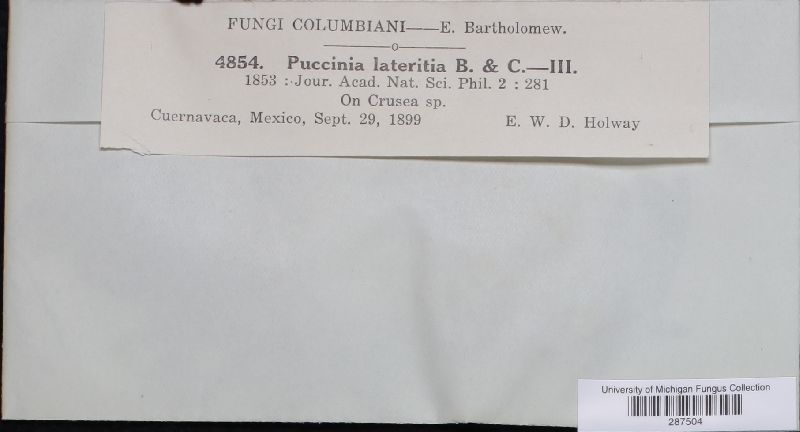 FUNGI COLUMBIANI——E. Bartholomew.
o
4854. Puccinia lateritia B. & C.—III.
1853 : Jour. Acad. Nat. Sci. Phil. 2 : 281
On Crusea sp.
Cuernavaca, Mexico, Sept. 29, 1899 E. W. D. Holway
University of Michigan Fungus Collection
287504